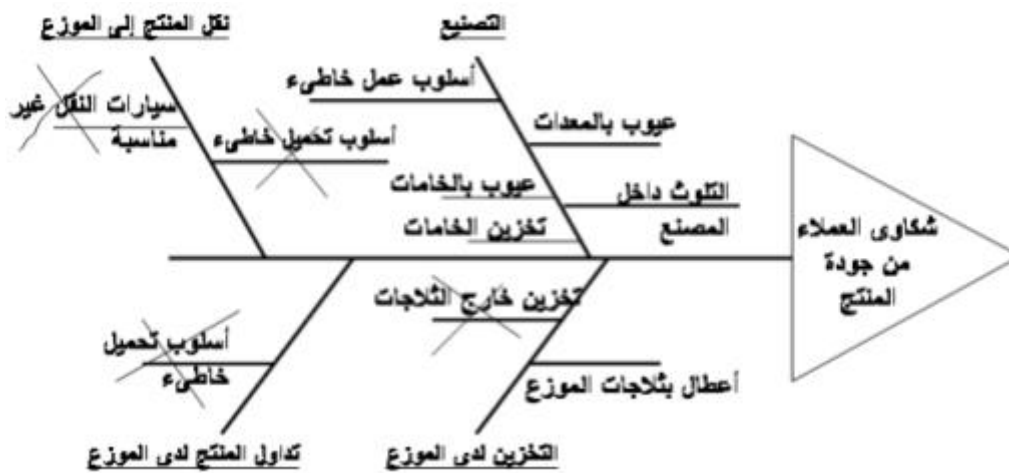 التصنيع
نقل المنتج إلى الموزع
أسلوب عمل خاطىء
سيارات النقل غير
مناسبة
عيوب بالمعدات
أسلوب تحميل خاطىء
عيوب بالخامات
التلوث داخل
المصنع
تخزين الخامات
شكاوى العملاء
من جودة
المنتج
تخزين خارج الثلاجات
أسلوب تحميل
خاطىء
أعطال بثلاجات الموزع
التخزين لدى الموزع
تداول المنتج لدى الموزع